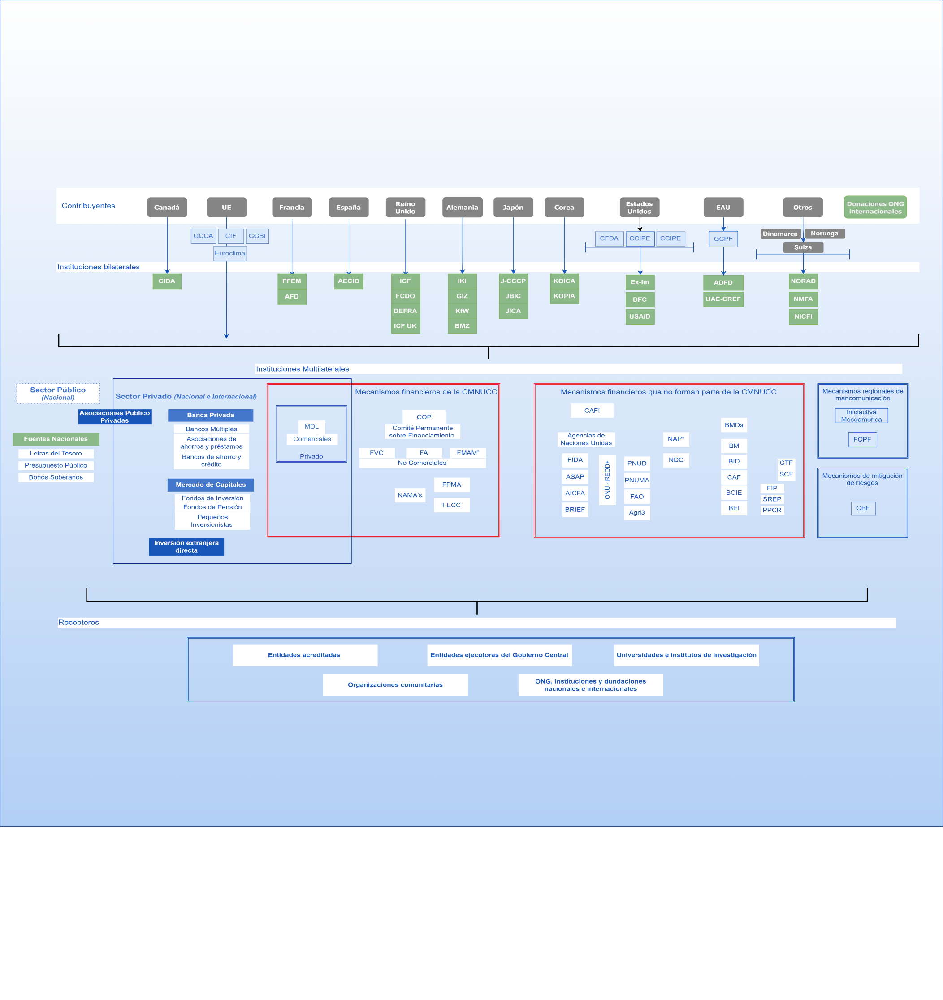 Contribuyentes
Canadá
UE
Francia
España
Reino
Unido
Alemania
Japón
Corea
Estados
Unidos
EAU
Otros
Donaciones ONG
internacionales
GCCA
CIF
GGBI
Euroclima
CFDA
CCIPE
CCIPE
GCPF
Dinamarca
Noruega
Suiza
Instituciones bilaterales
CIDA
FFEM
AFD
AECID
ICF
FCDO
DEFRA
ICF UK
IKI
GIZ
KfW
BMZ
J-CCCP
JBIC
JICA
KOICA
KOPIA
Ex-Im
DFC
USAID
ADFD
UAE-CREF
NORAD
NMFA
NICFI
Instituciones Multilaterales
Sector Público
(Nacional)
Asociaciones Público
Privadas
Fuentes Nacionales
Letras del Tesoro
Presupuesto Público
Bonos Soberanos
Sector Privado (Nacional e Internacional)
Banca Privada
Bancos Múltiples
Asociaciones de
ahorros y préstamos
Bancos de ahorro y
crédito
Mercado de Capitales
Fondos de Inversión
Fondos de Pensión
Pequeños
Inversionistas
Inversión extranjera
directa
Mecanismos financieros de la CMNUCC
MDL
Comerciales
Privado
COP
Comité Permanente
sobre Financiamiento
FVC
FA
FMAM*
No Comerciales
FPMA
NAMA's
FECC
Mecanismos financieros que no forman parte de la CMNUCC
CAFI
Agencias de
Naciones Unidas
FIDA
ASAP
AICFA
BRIEF
ONU - REDD+
PNUD
PNUMA
FAO
Agri3
NAP*
NDC
BMDs
BM
BID
CAF
BCIE
BEI
CTF
SCF
FIP
SREP
PPCR
Mecanismos regionales de
mancomunicación
Iniciactiva
Mesoamerica
FCPF
Mecanismos de mitigación
de riesgos
CBF
Receptores
Entidades acreditadas
Entidades ejecutoras del Gobierno Central
Universidades e institutos de investigación
Organizaciones comunitarias
ONG, instituciones y dundaciones
nacionales e internacionales